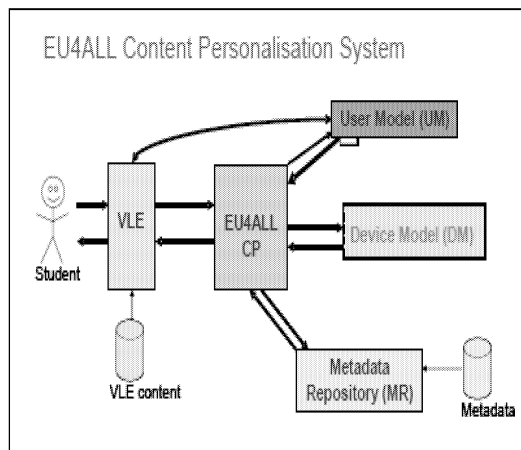 EU4ALL Content Personalisation System
User Model (UM)
VLE
EU4ALL
CP
Device Model (DM)
Student
VLE content
Metadata
Repository (MR)
Metadata